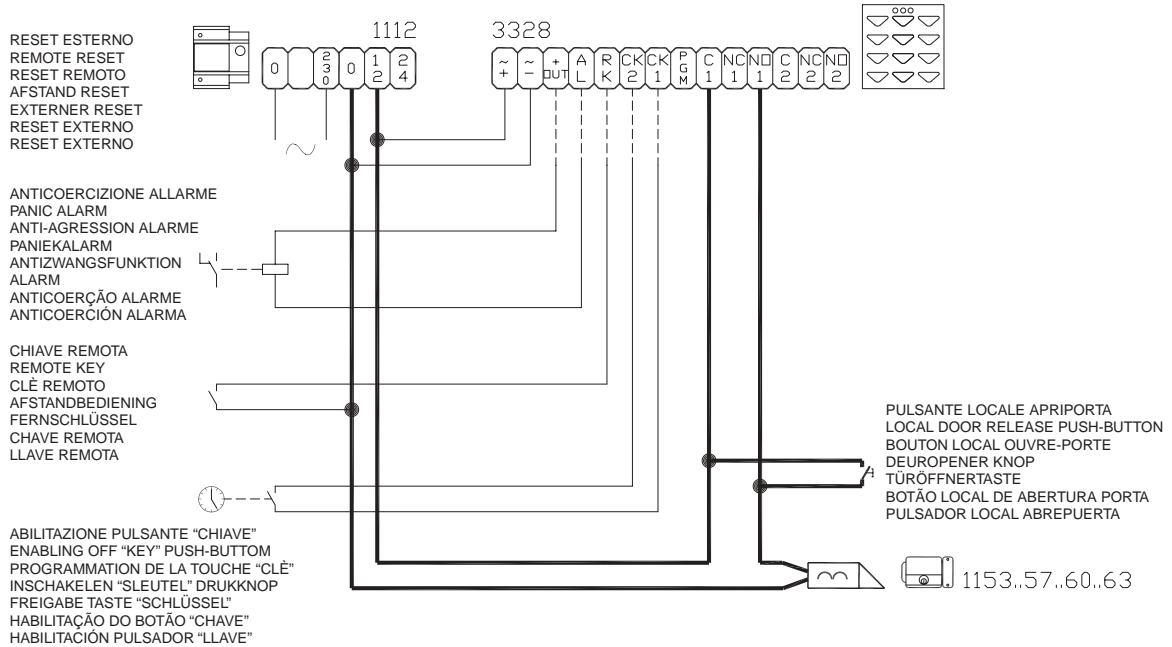 RESET ESTERNO
REMOTE RESET
RESET REMOTO
AFSTAND RESET
EXTERNER RESET
RESET EXTERNO
RESET EXTERNO
1112
0 230 0 12 24
3328
~+ ~- +OUT AL RK CK2 CK1 PGM C1 NC1 NO1 C2 NC2 NO2
ANTICOERCIZIONE ALLARME
PANIC ALARM
ANTI-AGRESSION ALARME
PANIEKALARM
ANTIZWANGSFUNKTION
ALARM
ANTICOERÇÃO ALARME
ANTICOERCIÓN ALARMA
CHIAVE REMOTA
REMOTE KEY
CLÈ REMOTO
AFSTANDBEDIENING
FERNSCHLÜSSEL
CHAVE REMOTA
LLAVE REMOTA
PULSANTE LOCALE APRIPORTA
LOCAL DOOR RELEASE PUSH-BUTTON
BOUTON LOCAL OUVRE-PORTE
DEUROPENER KNOP
TÜRÖFFNERTASTE
BOTÃO LOCAL DE ABERTURA PORTA
PULSADOR LOCAL ABREPUERTA
ABILITAZIONE PULSANTE “CHIAVE”
ENABLING OFF “KEY” PUSH-BUTTOM
PROGRAMMATION DE LA TOUCHE “CLÈ”
INSCHAKELEN “SLEUTEL” DRUKKNOP
FREIGABE TASTE “SCHLÜSSEL”
HABILITAÇÃO DO BOTÃO “CHAVE”
HABILITACIÓN PULSADOR “LLAVE”
1153..57..60..63